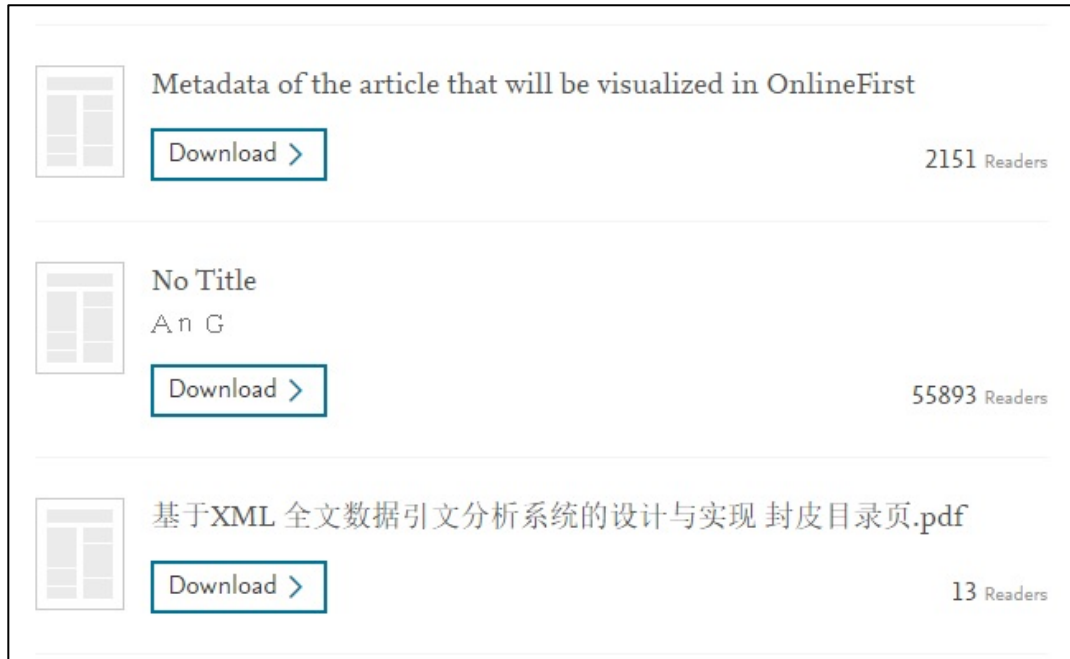 Metadata of the article that will be visualized in OnlineFirst
Download >
2151 Readers
No Title
A n G
Download >
55893 Readers
基于XML 全文数据引文分析系统的设计与实现 封皮目录页.pdf
Download >
13 Readers